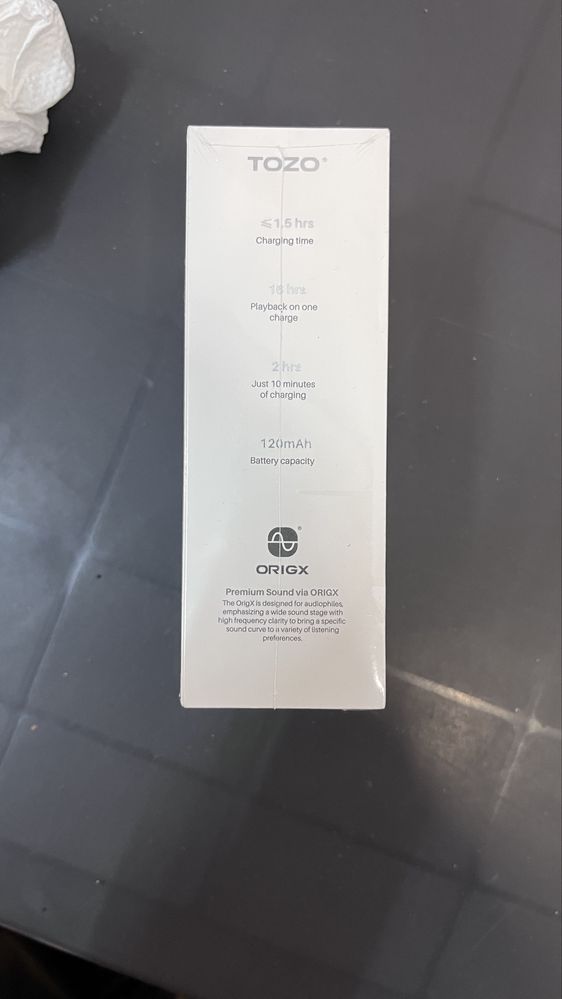 TOZO®
⩽1.5 hrs
Charging time
16 hrs
Playback on one
charge
2 hrs
Just 10 minutes
of charging
120mAh
Battery capacity
®
ORIGX
Premium Sound via ORIGX
The OrigX is designed for audiophiles,
emphasizing a wide sound stage with
high frequency clarity to bring a specific
sound curve to a variety of listening
preferences.